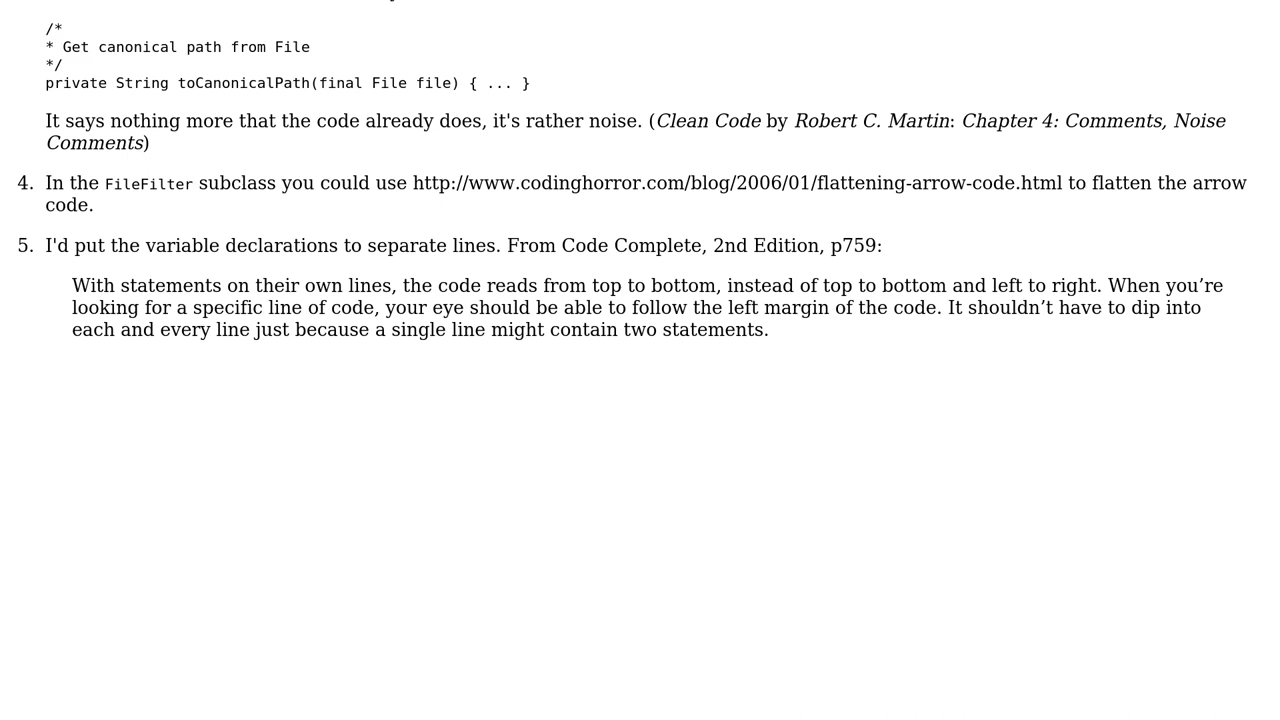 /*
* Get canonical path from File
*/
private String toCanonicalPath(final File file) { ... }
It says nothing more that the code already does, it's rather noise. (Clean Code by Robert C. Martin: Chapter 4: Comments, Noise
Comments)
4. In the FileFilter subclass you could use http://www.codinghorror.com/blog/2006/01/flattening-arrow-code.html to flatten the arrow
code.
5. I'd put the variable declarations to separate lines. From Code Complete, 2nd Edition, p759:
With statements on their own lines, the code reads from top to bottom, instead of top to bottom and left to right. When you’re
looking for a specific line of code, your eye should be able to follow the left margin of the code. It shouldn’t have to dip into
each and every line just because a single line might contain two statements.